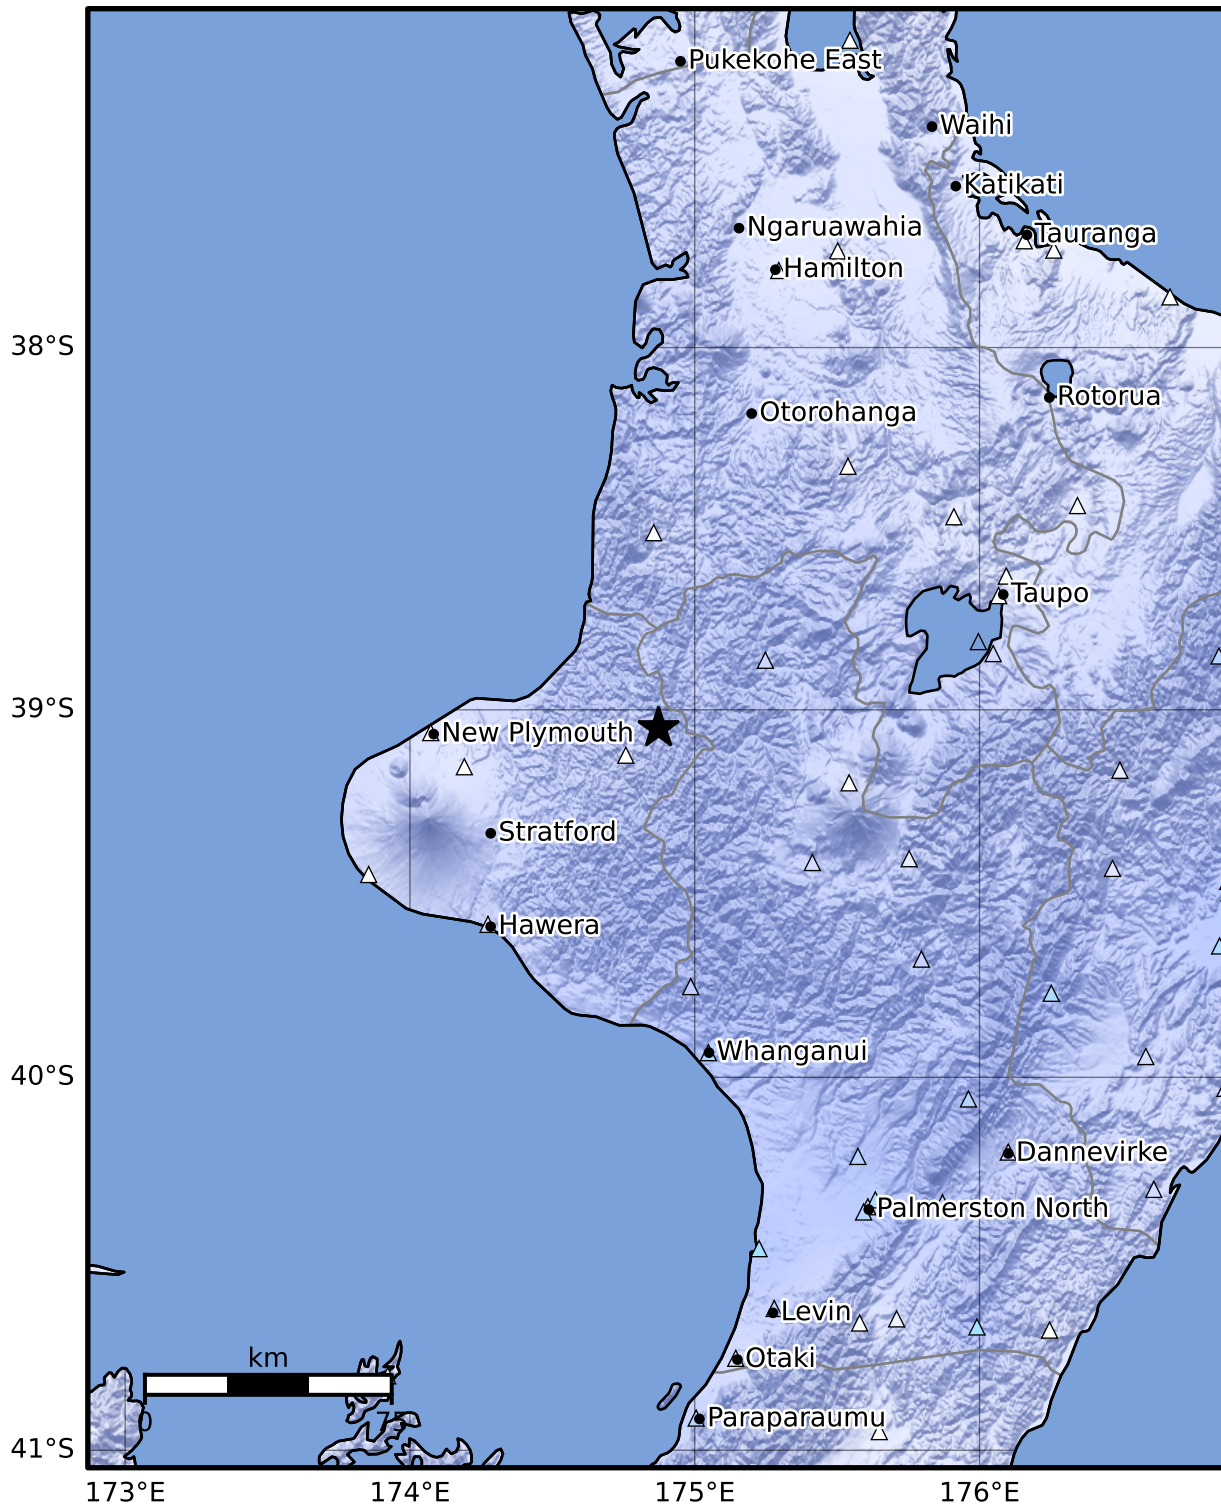 Pukekohe East
Waihi
Katikati
Ngaruawahia
Tauranga
Hamilton
38°S
Rotorua
Otorohanga
Taupo
39°S
New Plymouth
Stratford
Hawera
Whanganui
40°S
Dannevirke
Palmerston North
Levin
km
Otaki
75
Paraparaumu
41°S
173°E
174°E
175°E
176°E